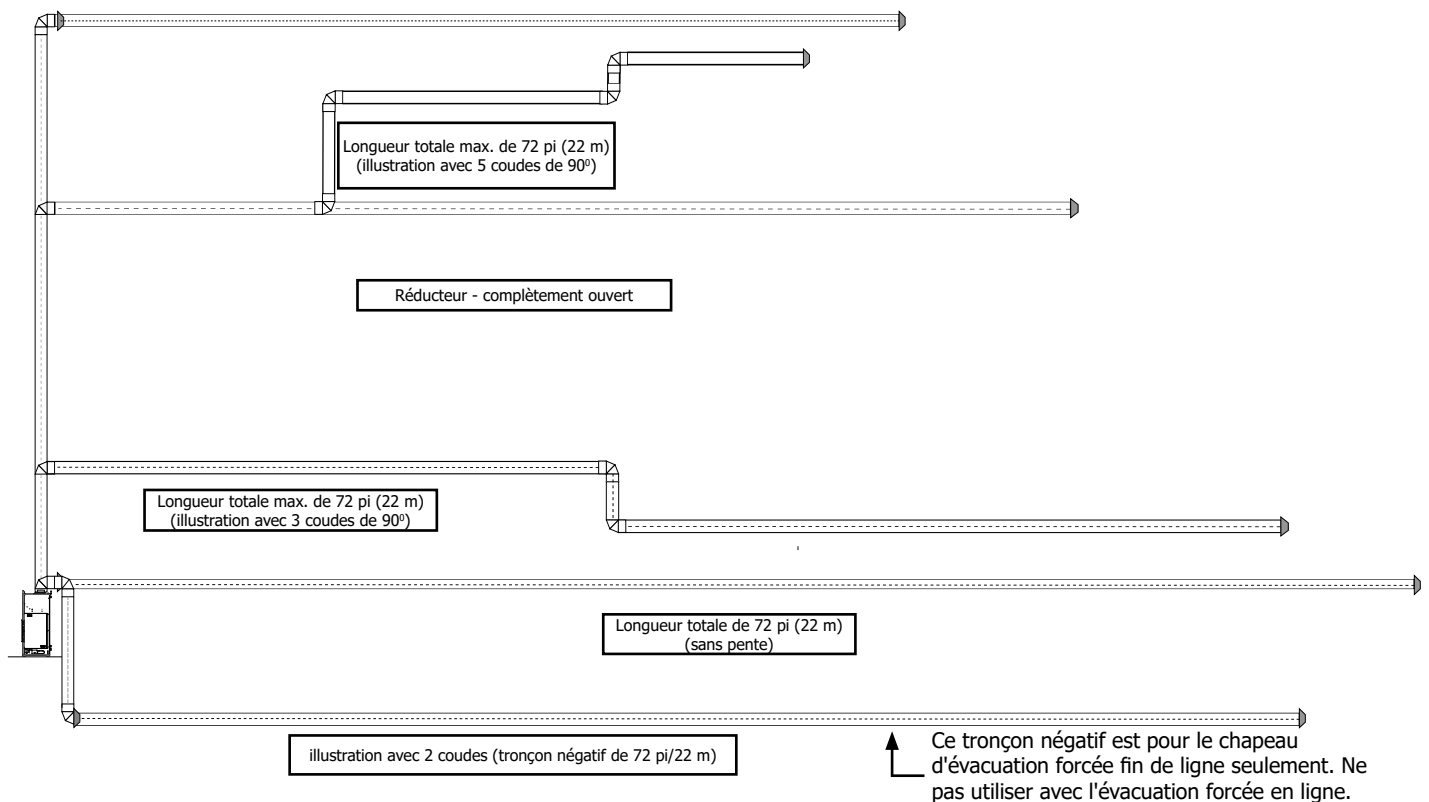 Longueur totale max. de 72 pi (22 m)
(illustration avec 5 coudes de 90⁰)
Réducteur - complètement ouvert
Longueur totale max. de 72 pi (22 m)
(illustration avec 3 coudes de 90⁰)
Longueur totale de 72 pi (22 m)
(sans pente)
illustration avec 2 coudes (tronçon négatif de 72 pi/22 m)
Ce tronçon négatif est pour le chapeau
d'évacuation forcée fin de ligne seulement. Ne
pas utiliser avec l'évacuation forcée en ligne.